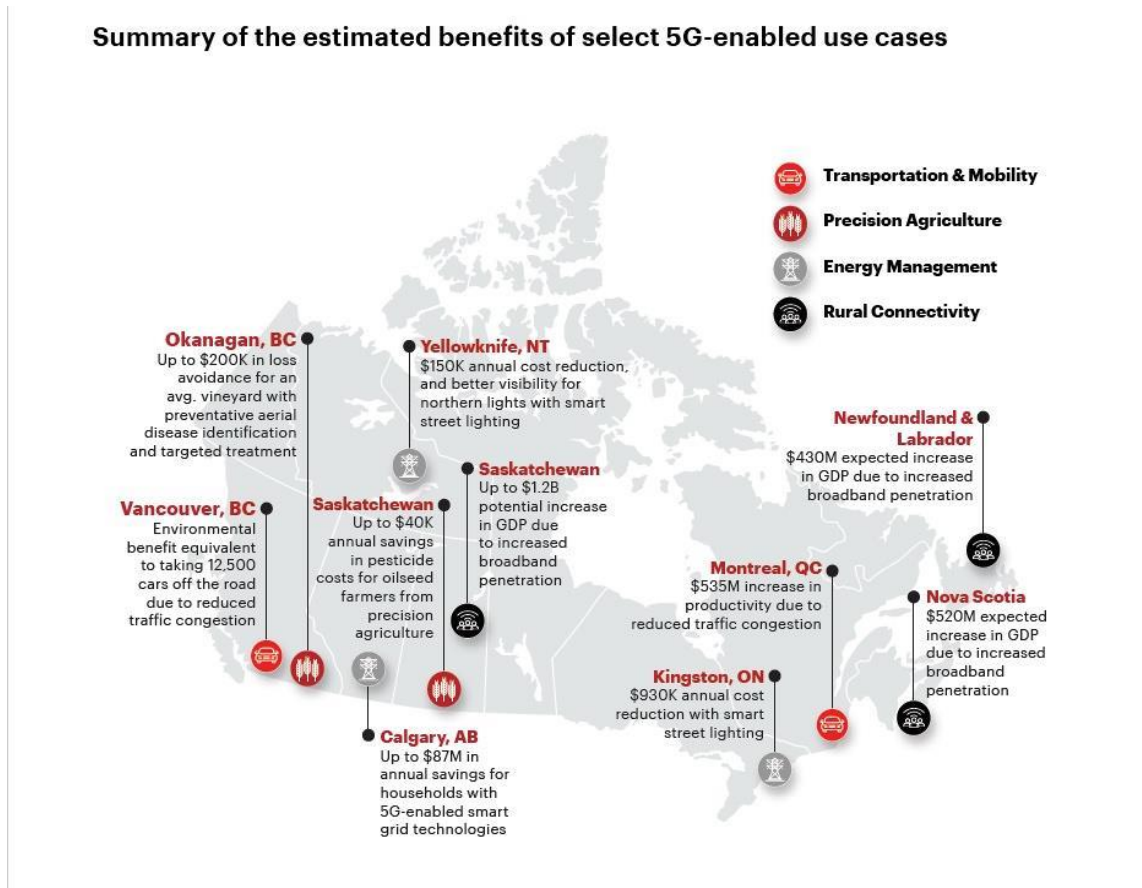 Summary of the estimated benefits of select 5G-enabled use cases
Transportation & Mobility
Precision Agriculture
Energy Management
Rural Connectivity
Okanagan, BC
Up to $200K in loss
avoidance for an
avg. vineyard with
preventative aerial
disease identification
and targeted treatment
Yellowknife, NT
$150K annual cost reduction,
and better visibility for
northern lights with smart
street lighting
Newfoundland &
Labrador
$430M expected increase
in GDP due to increased
broadband penetration
Vancouver, BC
Environmental
benefit equivalent
to taking 12,500
cars off the road
due to reduced
traffic congestion
Saskatchewan
Up to $40K
annual savings
in pesticide
costs for oilseed
farmers from
precision
agriculture
Saskatchewan
Up to $1.2B
potential increase
in GDP due
to increased
broadband
penetration
Montreal, QC
$535M increase in
productivity due to
reduced traffic congestion
Nova Scotia
$520M expected
increase in GDP
due to increased
broadband
penetration
Kingston, ON
$930K annual cost
reduction with smart
street lighting
Calgary, AB
Up to $87M in
annual savings for
households with
5G-enabled smart
grid technologies